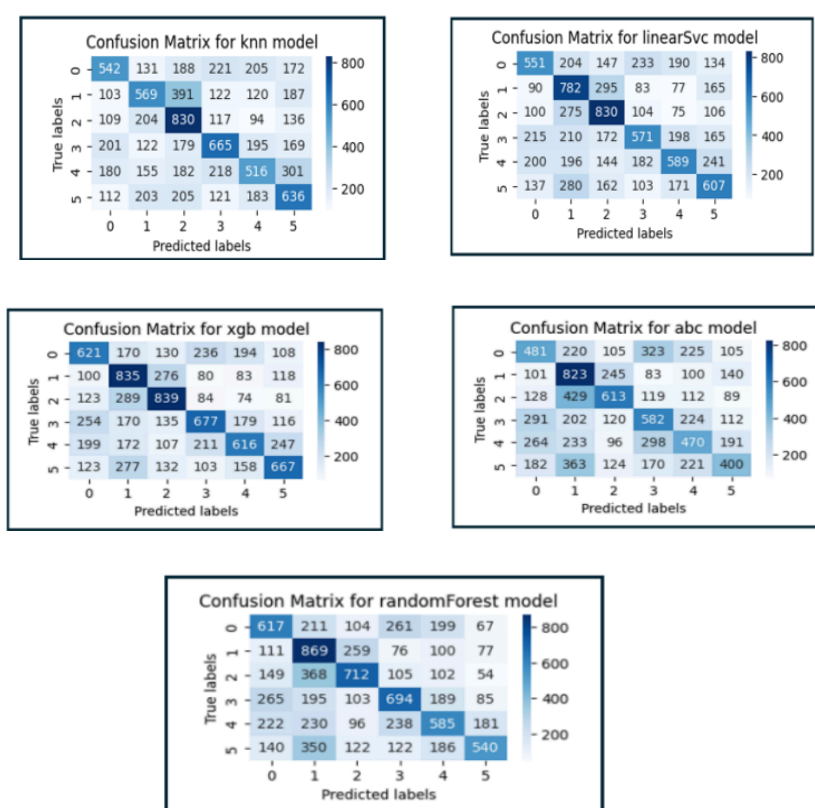 Confusion Matrix for knn model
0 542 131 188 221 205 172
1 103 569 391 122 120 187
2 109 204 830 117 94 136
3 201 122 179 665 195 169
4 180 155 182 218 516 301
5 112 203 205 121 183 636
0 1 2 3 4 5
Predicted labels
True labels
800
600
400
200
Confusion Matrix for linearSvc model
0 551 204 147 233 190 134
1 90 782 295 83 77 165
2 100 275 830 104 75 106
3 215 210 172 571 198 165
4 200 196 144 182 589 241
5 137 280 162 103 171 607
0 1 2 3 4 5
Predicted labels
True labels
800
600
400
200
Confusion Matrix for xgb model
0 621 170 130 236 194 108
1 100 835 276 80 83 118
2 123 289 839 84 74 81
3 254 170 135 677 179 116
4 199 172 107 211 616 247
5 123 277 132 103 158 667
0 1 2 3 4 5
Predicted labels
True labels
800
600
400
200
Confusion Matrix for abc model
0 481 220 105 323 225 105
1 101 823 245 83 100 140
2 128 429 613 119 112 89
3 291 202 120 582 224 112
4 264 233 96 298 470 191
5 182 363 124 170 221 400
0 1 2 3 4 5
Predicted labels
True labels
800
600
400
200
Confusion Matrix for randomForest model
0 617 211 104 261 199 67
1 111 869 259 76 100 77
2 149 368 712 105 102 54
3 265 195 103 694 189 85
4 222 230 96 238 585 181
5 140 350 122 122 186 540
0 1 2 3 4 5
Predicted labels
True labels
800
600
400
200